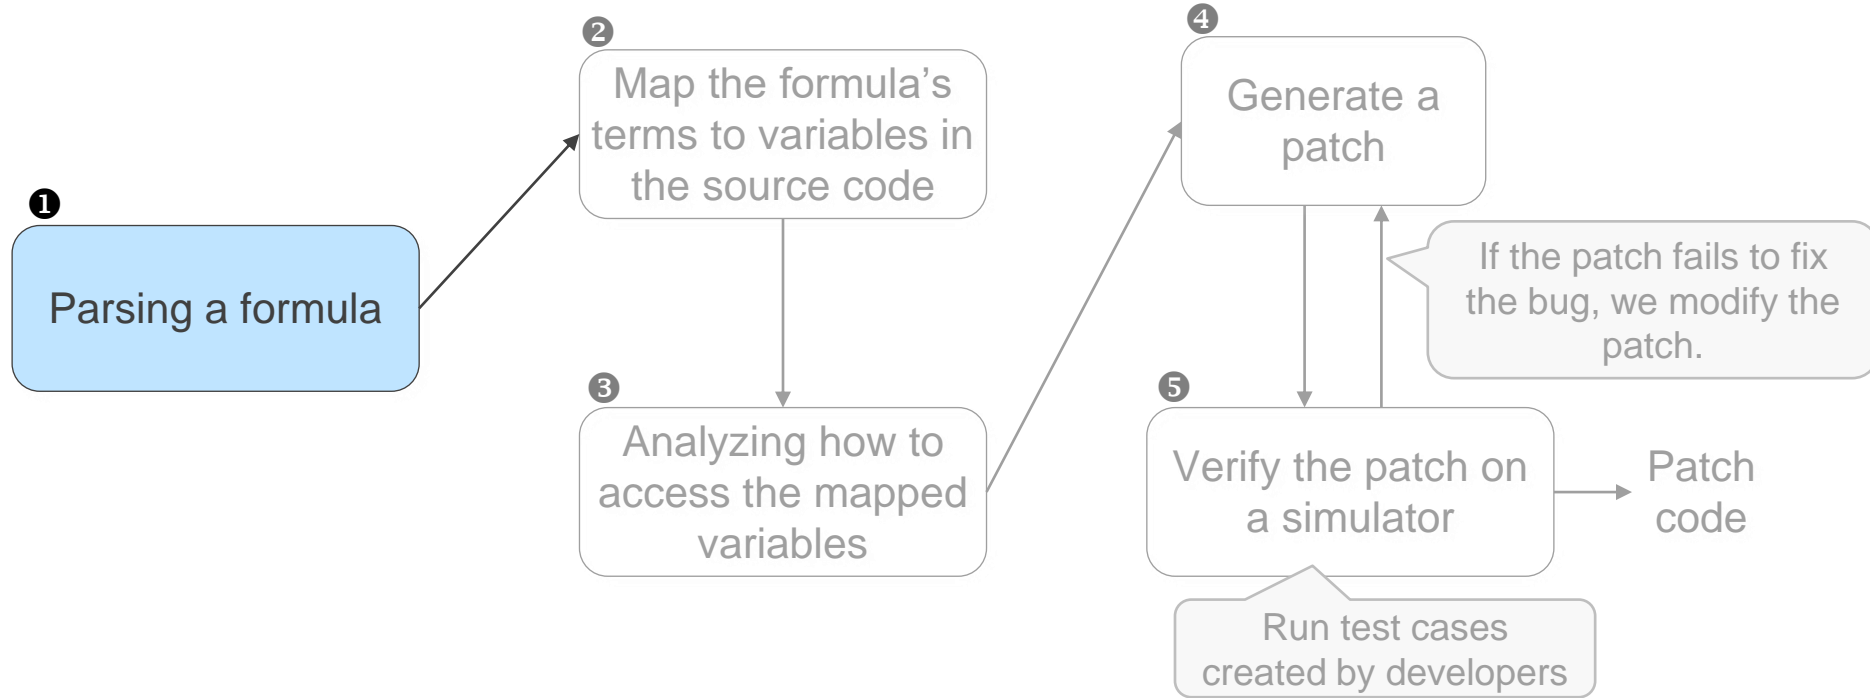 ❶
Parsing a formula
❷
Map the formula’s
terms to variables in
the source code
❸
Analyzing how to
access the mapped
variables
❹
Generate a
patch
If the patch fails to fix
the bug, we modify the
patch.
❺
Verify the patch on
a simulator
Run test cases
created by developers
Patch
code